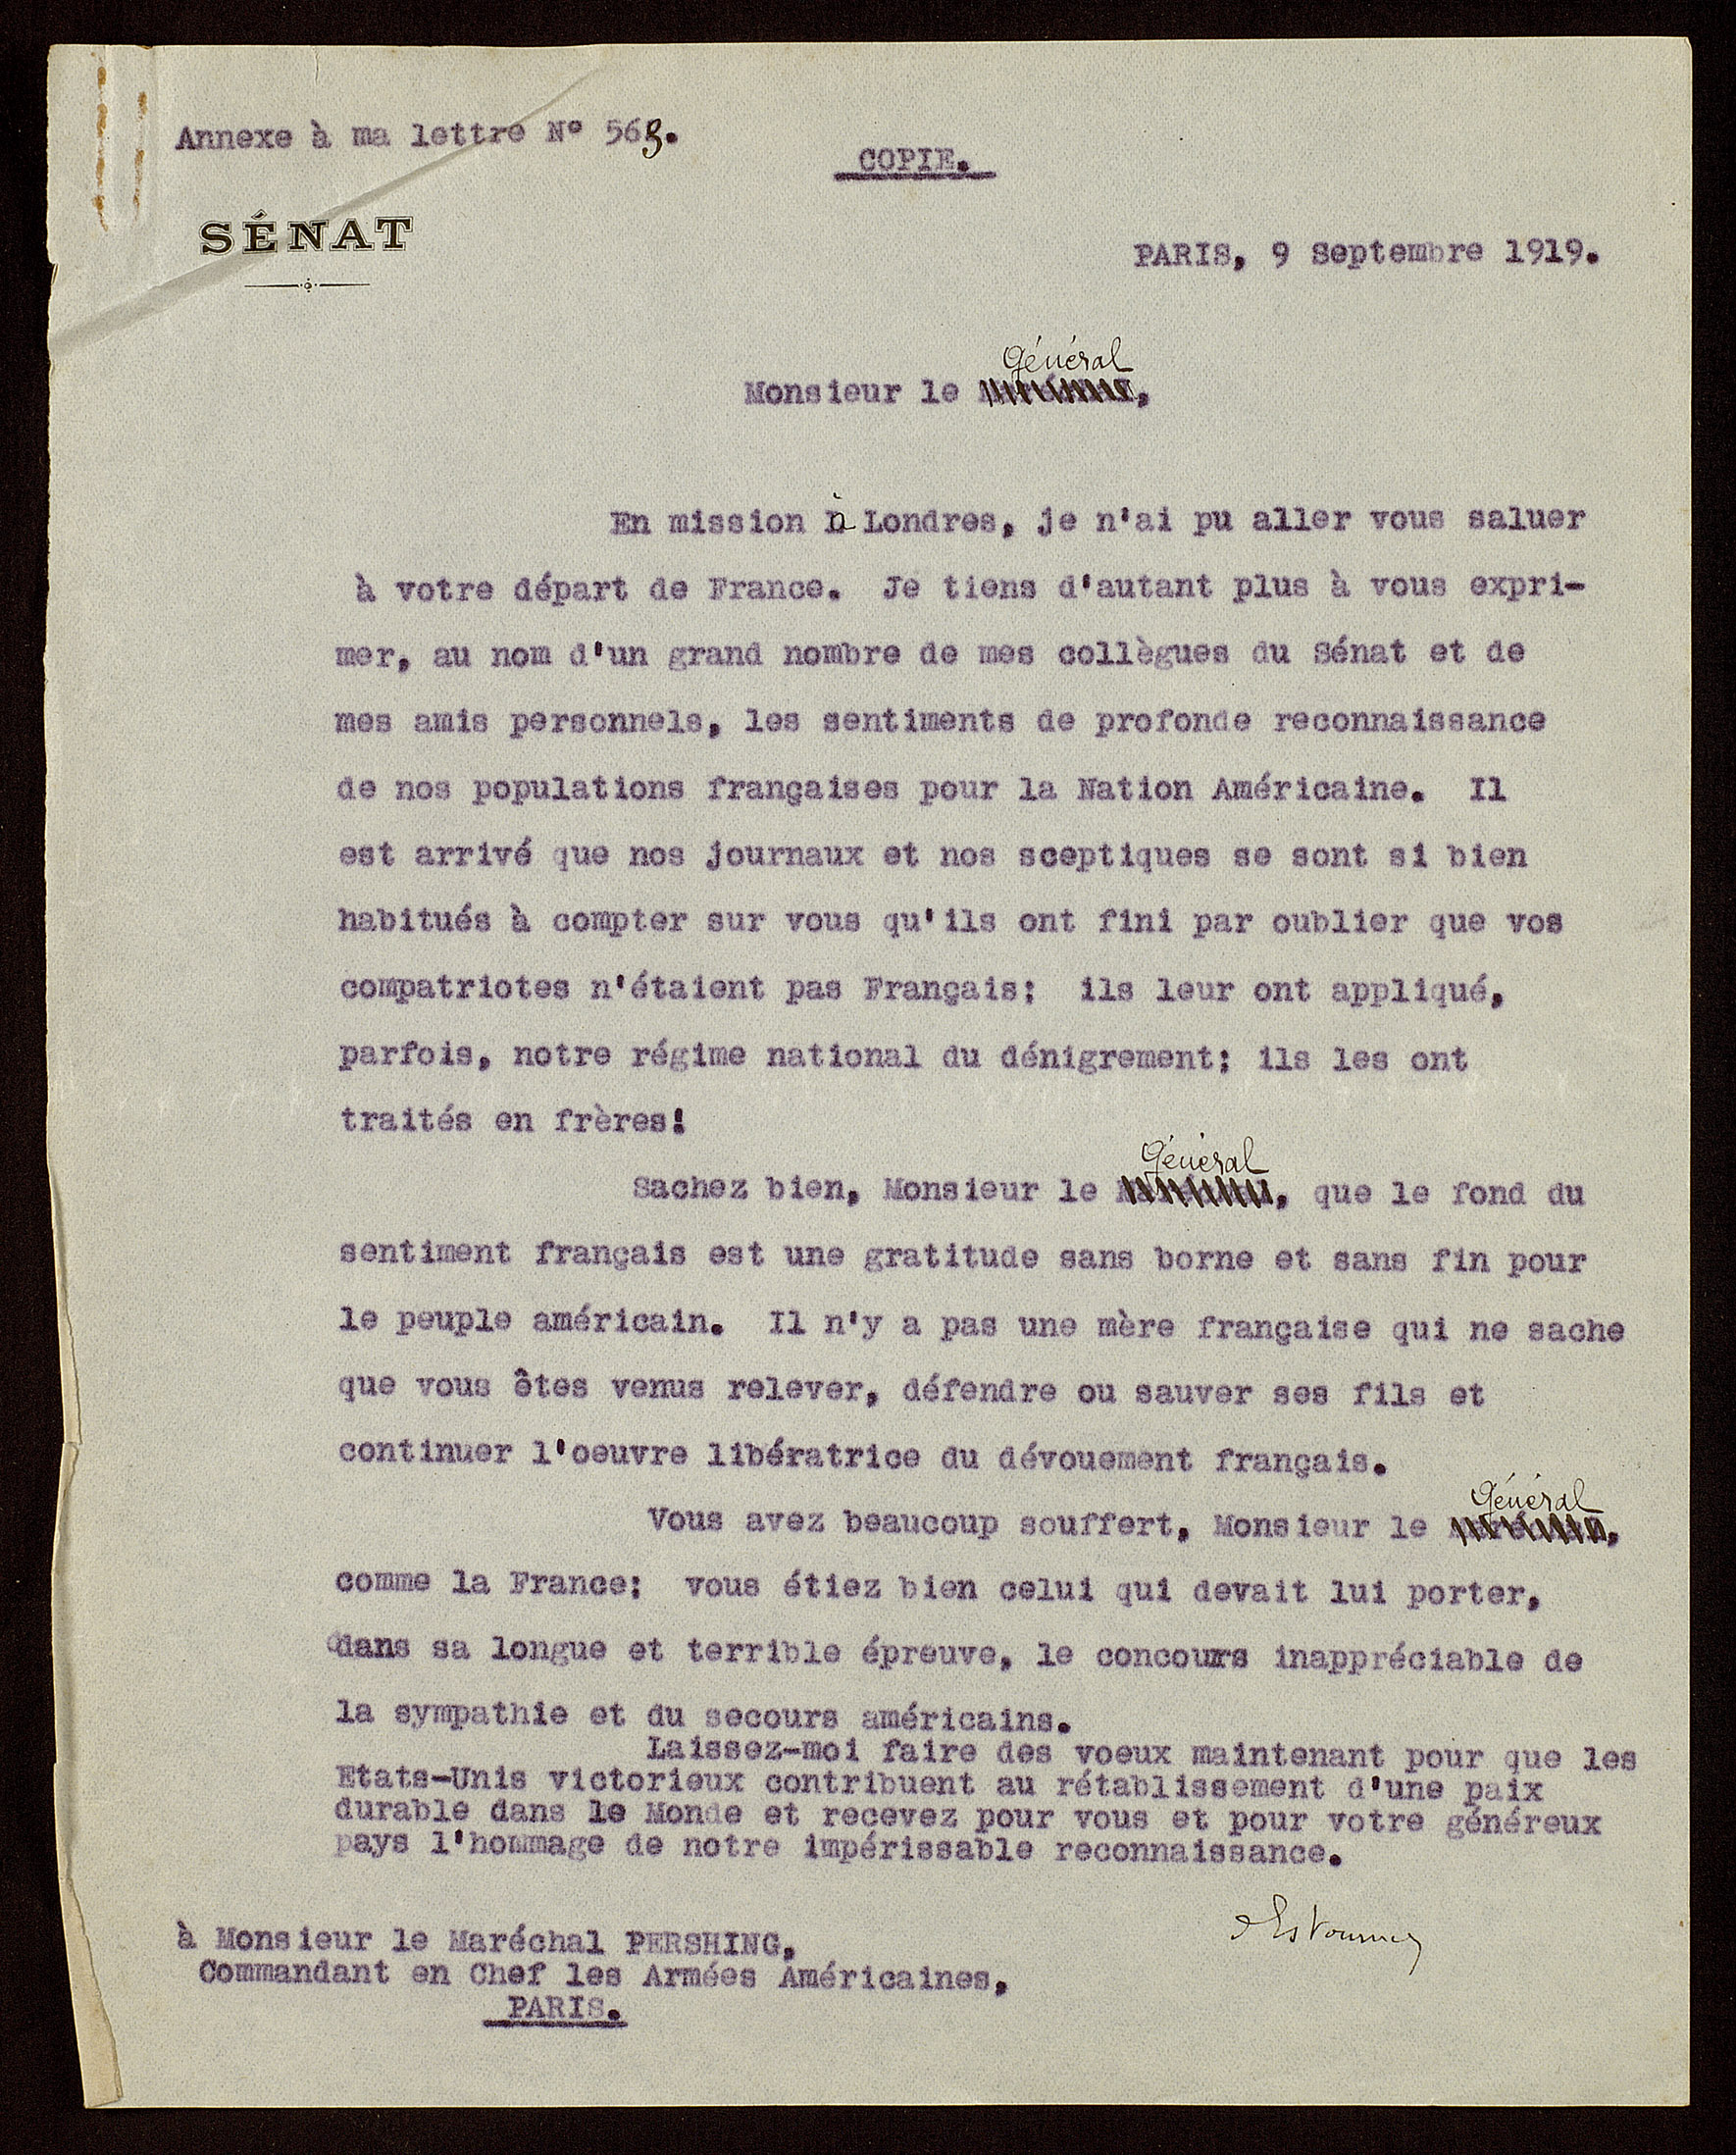 Annexe à ma lettre N° 563.
COPIE.
SÉNAT
PARIS, 9 Septembre 1919.
Général
Monsieur le ,
En mission à Londres, je n'ai pu aller vous saluer
à votre départ de France. Je tiens d'autant plus à vous expri-
mer, au nom d'un grand nombre de mes collègues du Sénat et de
mes amis personnels, les sentiments de profonde reconnaissance
de nos populations françaises pour la Nation Américaine. Il
est arrivé que nos journaux et nos sceptiques se sont si bien
habitués à compter sur vous qu'ils ont fini par oublier que vos
compatriotes n'étaient pas Français; ils leur ont appliqué,
parfois, notre régime national du dénigrement; ils les ont
traités en frères!
Général
Sachez bien, Monsieur le , que le fond du
sentiment français est une gratitude sans borne et sans fin pour
le peuple américain. Il n'y a pas une mère française qui ne sache
que vous êtes venus relever, défendre ou sauver ses fils et
continuer l'oeuvre libératrice du dévouement français.
Général
Vous avez beaucoup souffert, Monsieur le ,
comme la France; vous étiez bien celui qui devait lui porter,
dans sa longue et terrible épreuve, le concours inappréciable de
la sympathie et du secours américains.
Laissez-moi faire des voeux maintenant pour que les
Etats-Unis victorieux contribuent au rétablissement d'une paix
durable dans le Monde et recevez pour vous et pour votre généreux
pays l'hommage de notre impérissable reconnaissance.
à Monsieur le Maréchal PERSHING,
Commandant en Chef les Armées Américaines,
PARIS.